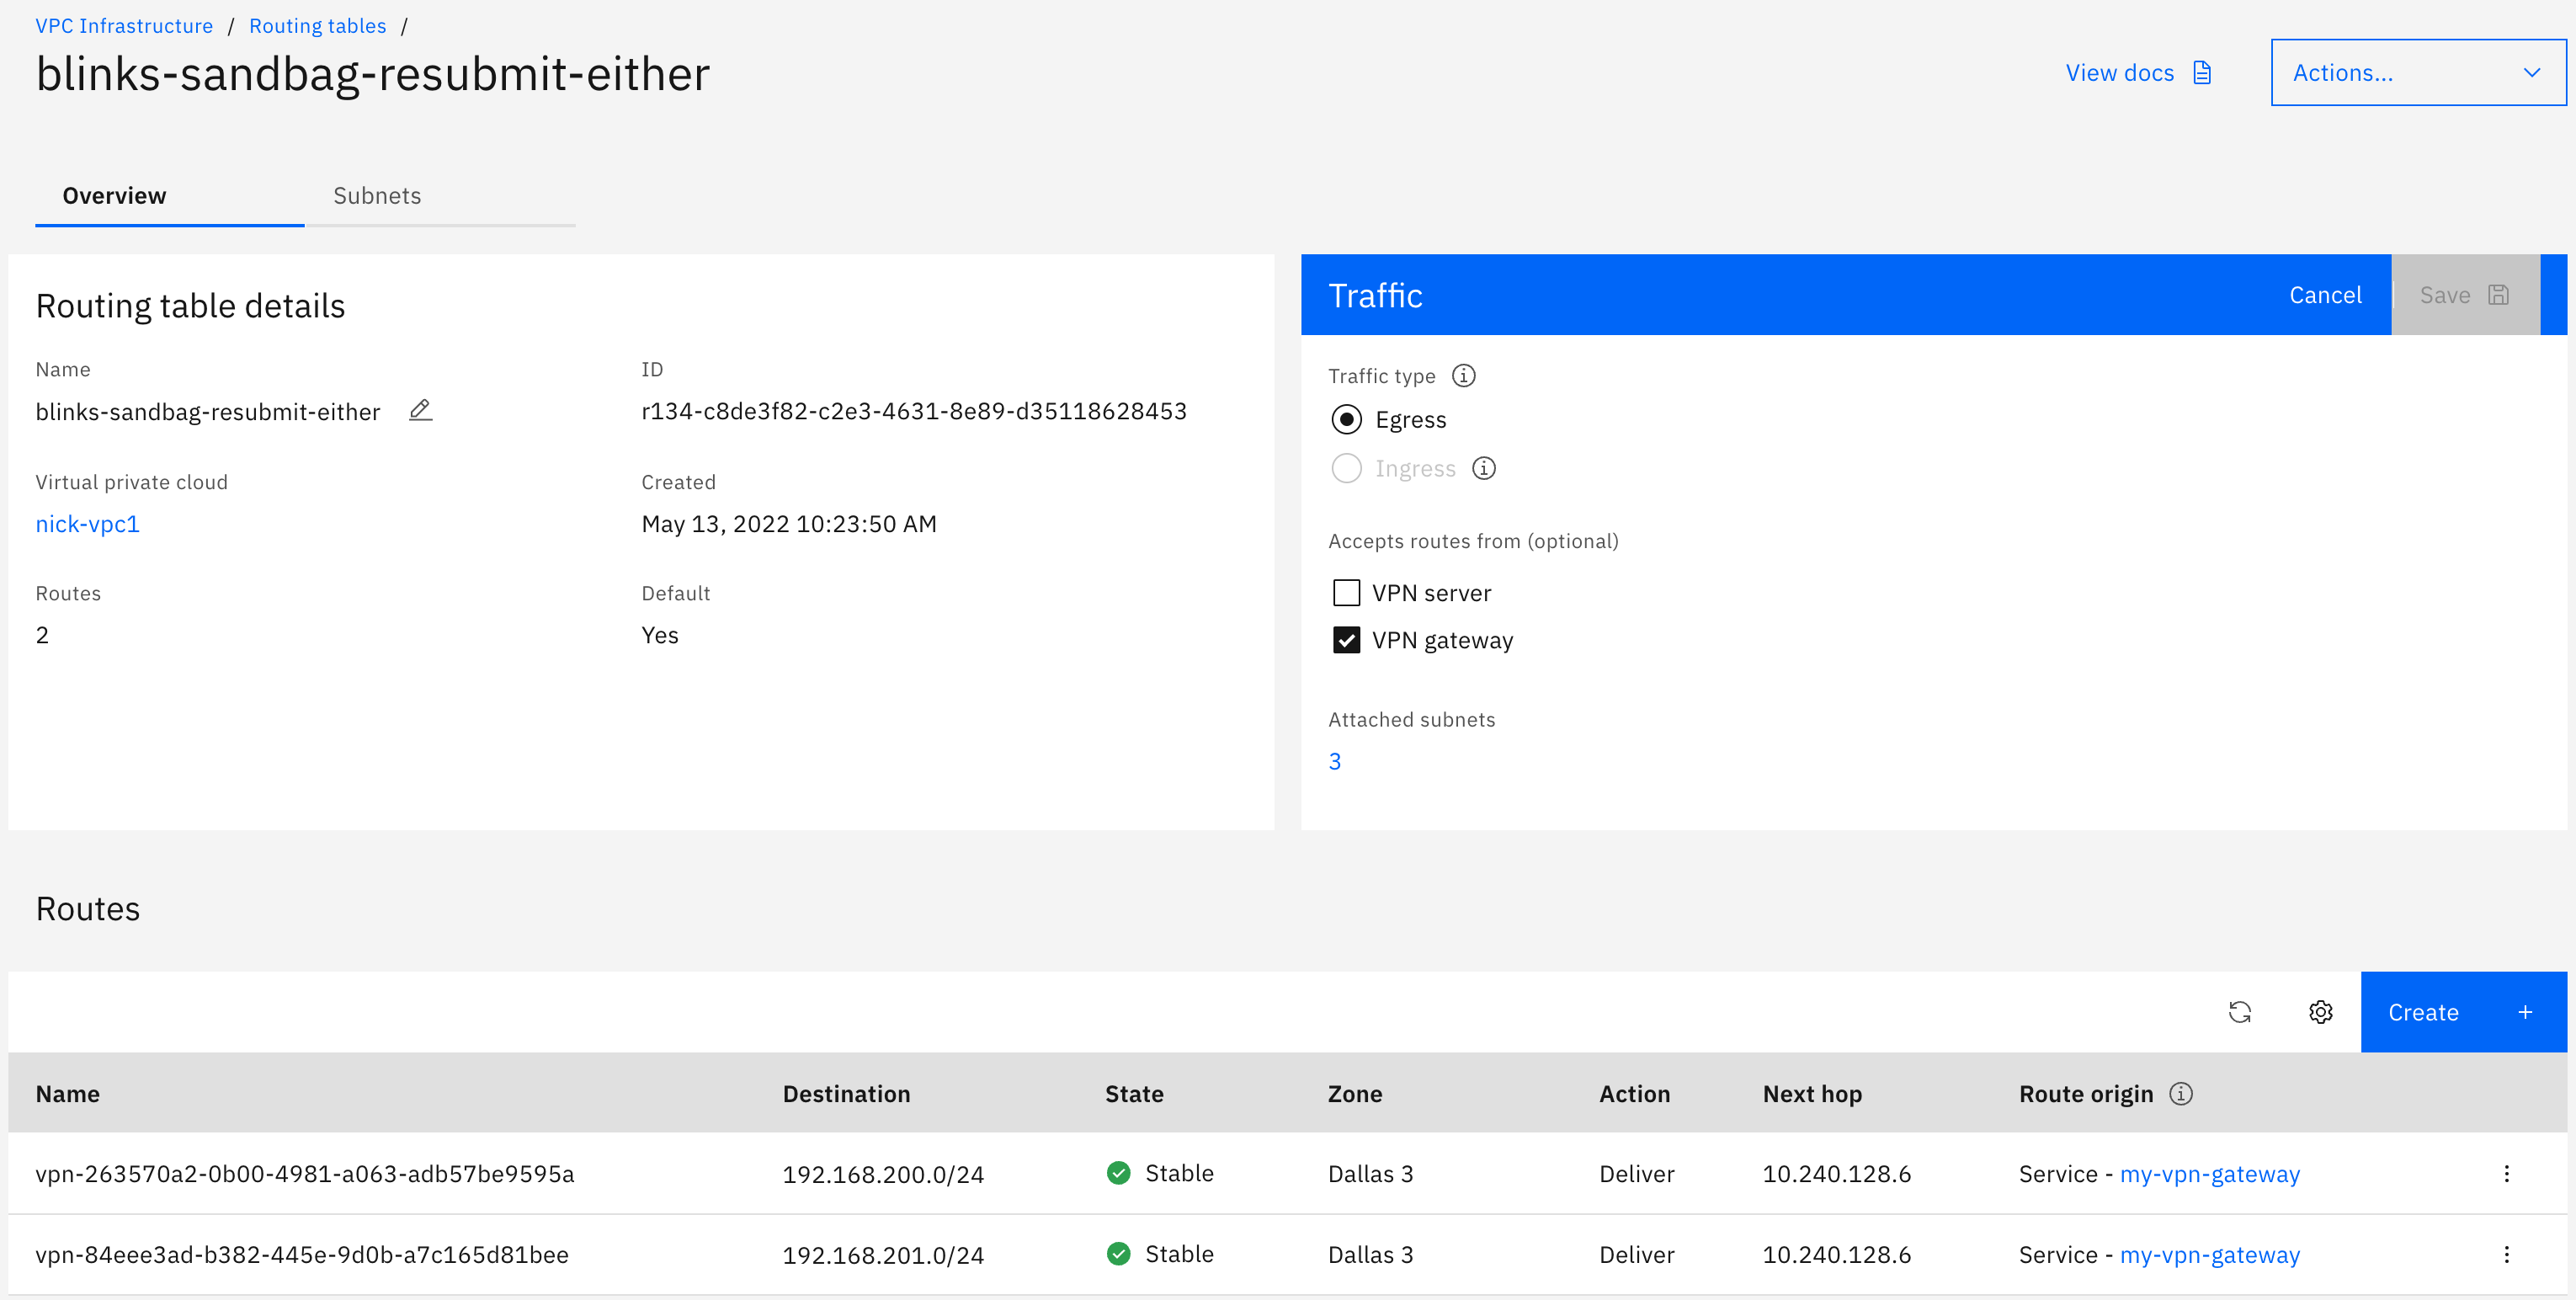 VPC Infrastructure / Routing tables /
blinks-sandbag-resubmit-either
View docs
Actions...
Overview
Subnets
Routing table details
Name
blinks-sandbag-resubmit-either
ID
r134-c8de3f82-c2e3-4631-8e89-d35118628453
Virtual private cloud
nick-vpc1
Created
May 13, 2022 10:23:50 AM
Routes
2
Default
Yes
Traffic
Cancel
Save
Traffic type
Egress
Ingress
Accepts routes from (optional)
VPN server
VPN gateway
Attached subnets
3
Routes
Create +
Name Destination State Zone Action Next hop Route origin
vpn-263570a2-0b00-4981-a063-adb57be9595a 192.168.200.0/24 Stable Dallas 3 Deliver 10.240.128.6 Service - my-vpn-gateway
vpn-84eee3ad-b382-445e-9d0b-a7c165d81bee 192.168.201.0/24 Stable Dallas 3 Deliver 10.240.128.6 Service - my-vpn-gateway